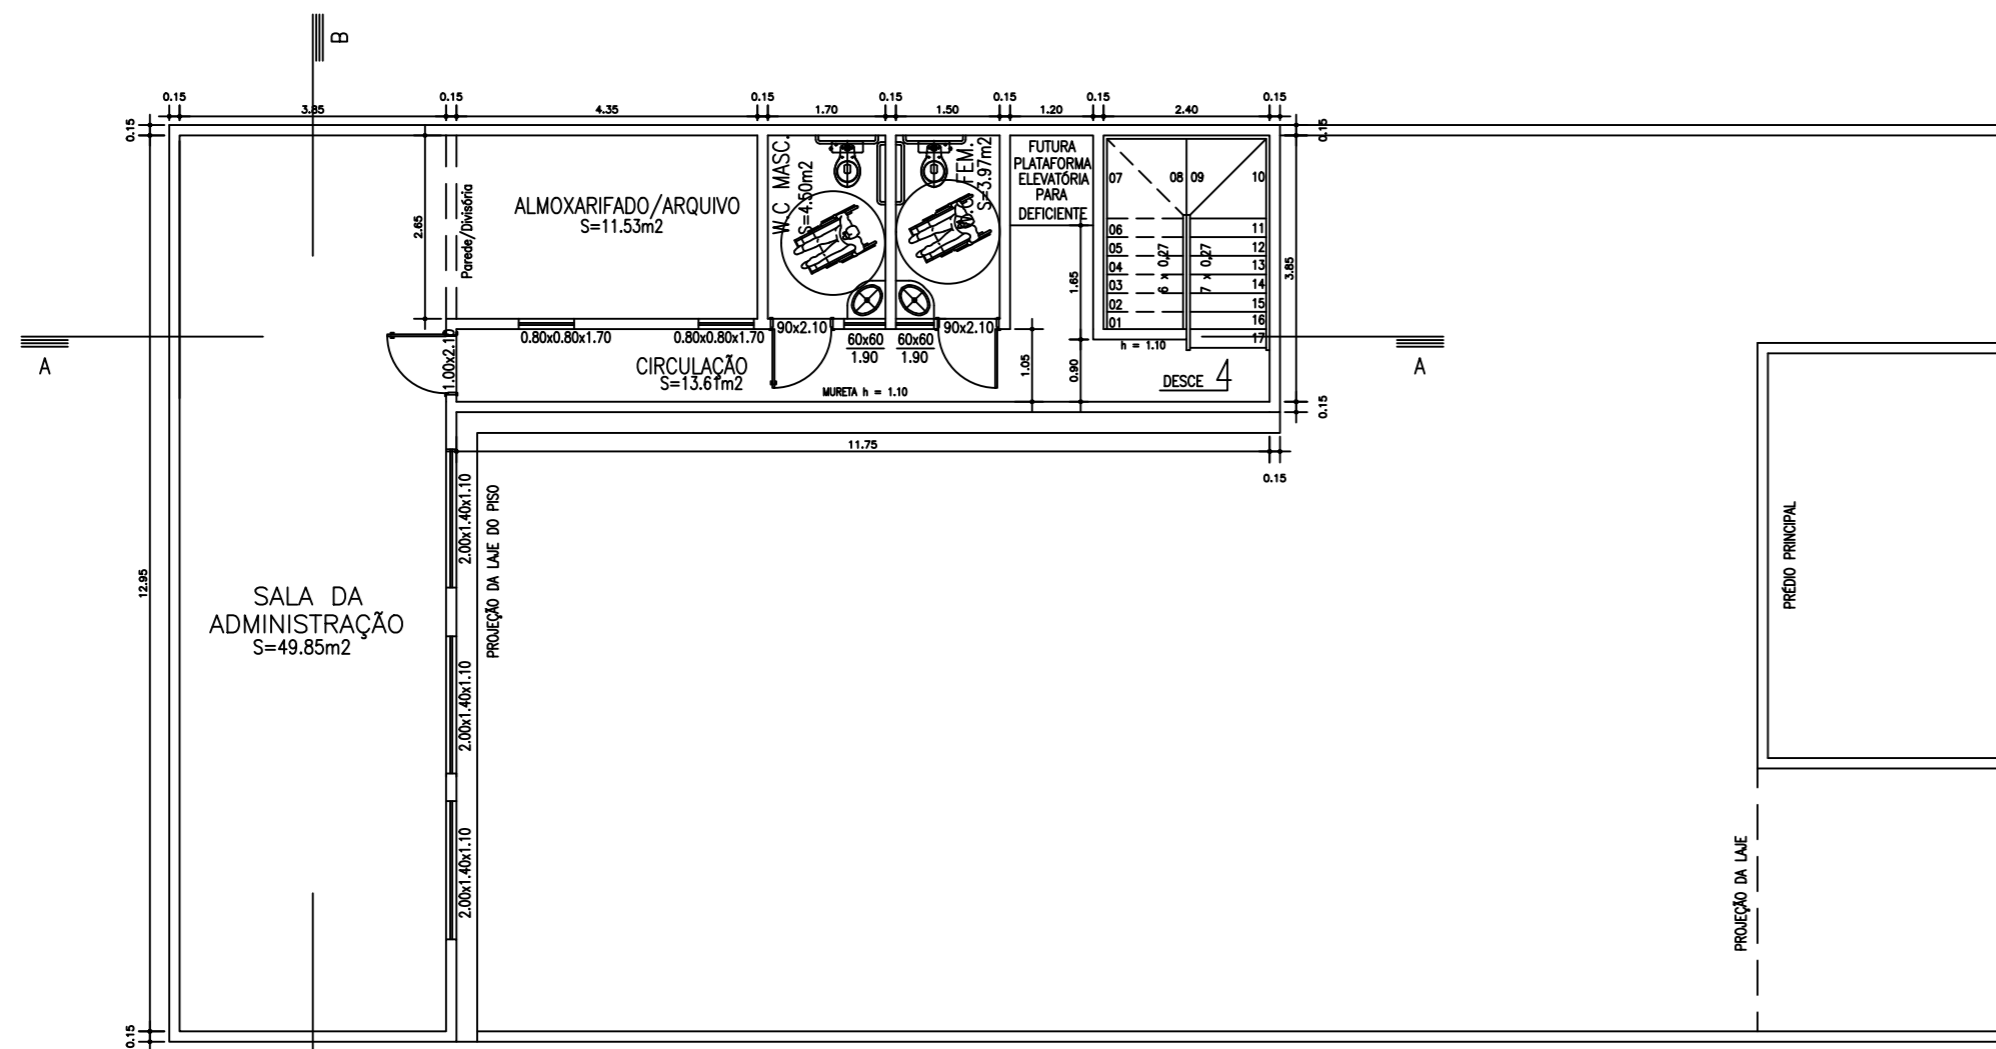 B
0.15
3.85
0.15
4.35
0.15
1.70
0.15
1.50
0.15
1.20
0.15
2.40
0.15
0.15
0.15
2.65
Parede/Divisória
ALMOXARIFADO/ARQUIVO
S=11.53m2
W.C MASC.
S=4.50m2
FEM.
S=3.97m2
FUTURA
PLATAFORMA
ELEVATÓRIA
PARA
DEFICIENTE
07
08
09
10
06
05
04
03
02
01
6 x 0,27
7 x 0,27
11
12
13
14
15
16
17
3.85
1.65
A
1.00x2.10
0.80x0.80x1.70
0.80x0.80x1.70
90x2.10
60x60
1.90
60x60
1.90
90x2.10
h = 1.10
A
CIRCULAÇÃO
S=13.61m2
MURETA h = 1.10
1.05
0.90
DESCE
0.15
11.75
0.15
2.00x1.40x1.10
PROJEÇÃO DA LAJE DO PISO
12.95
SALA DA
ADMINISTRAÇÃO
S=49.85m2
2.00x1.40x1.10
2.00x1.40x1.10
PRÉDIO PRINCIPAL
PROJEÇÃO DA LAJE
0.15